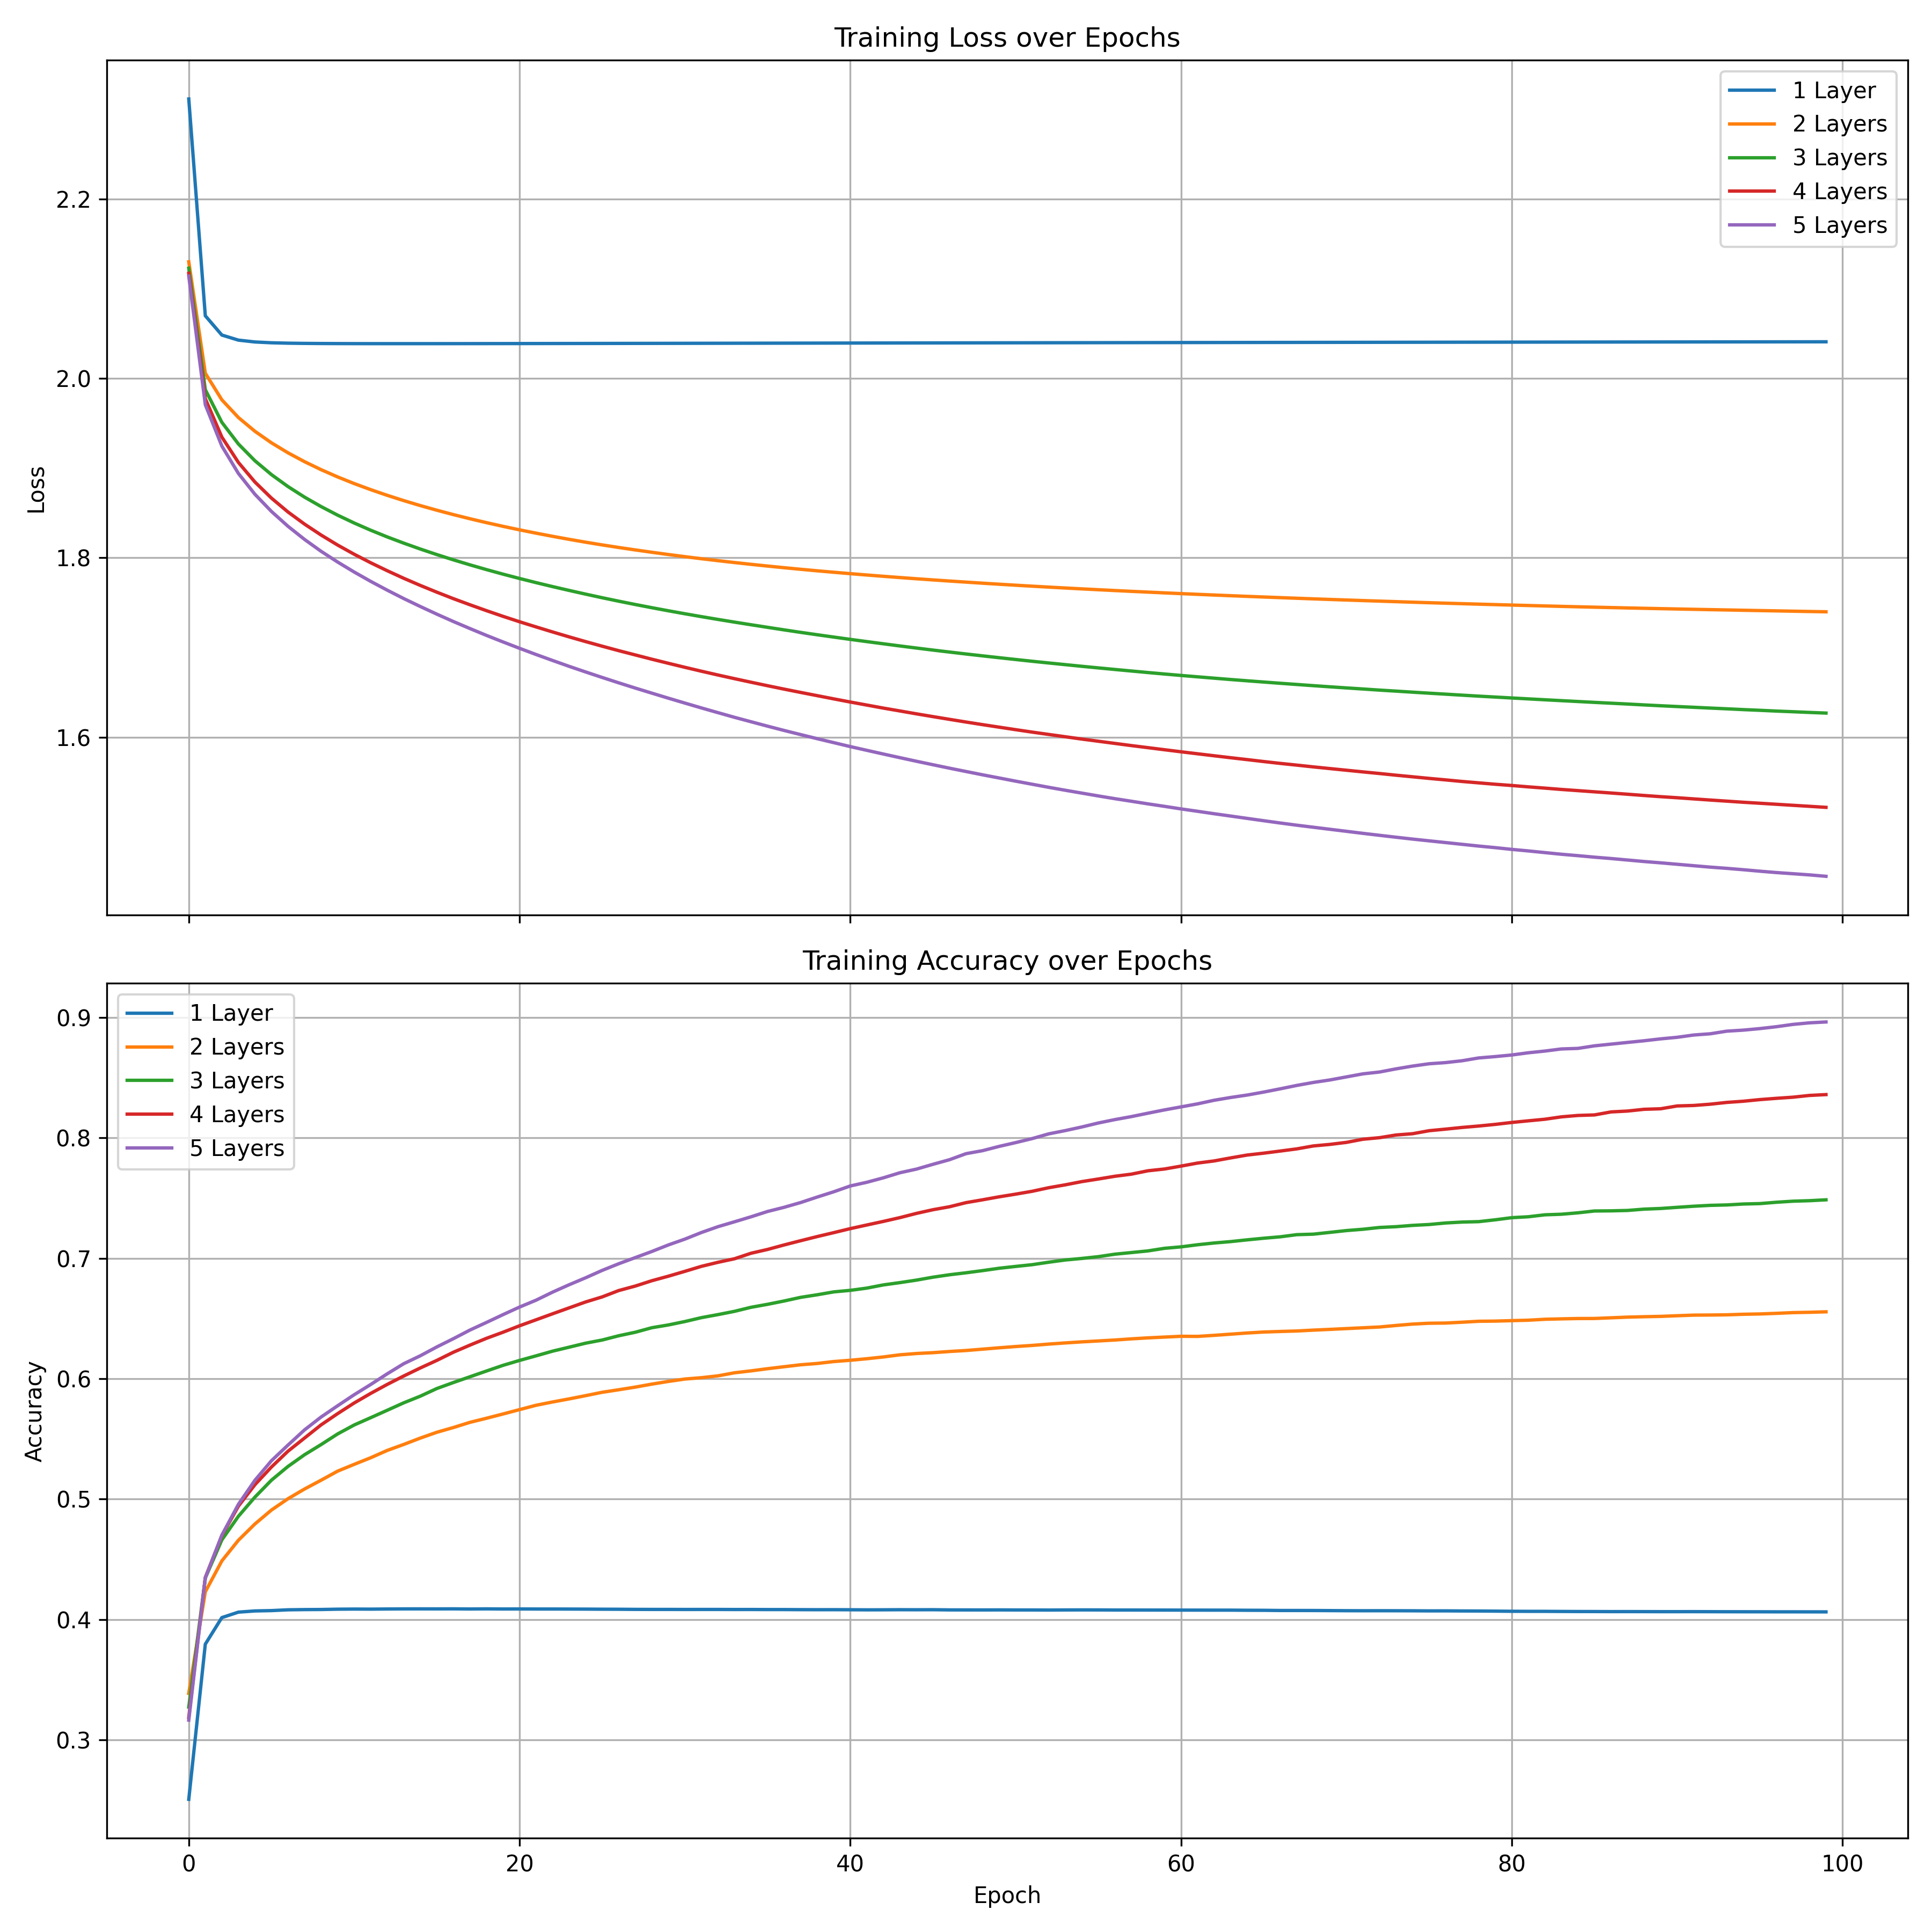 Training Loss over Epochs
1 Layer
2 Layers
3 Layers
4 Layers
5 Layers
2.2
2.0
1.8
1.6
Loss
Training Accuracy over Epochs
1 Layer
2 Layers
3 Layers
4 Layers
5 Layers
0.9
0.8
0.7
0.6
0.5
0.4
0.3
Accuracy
0 20 40 60 80 100
Epoch